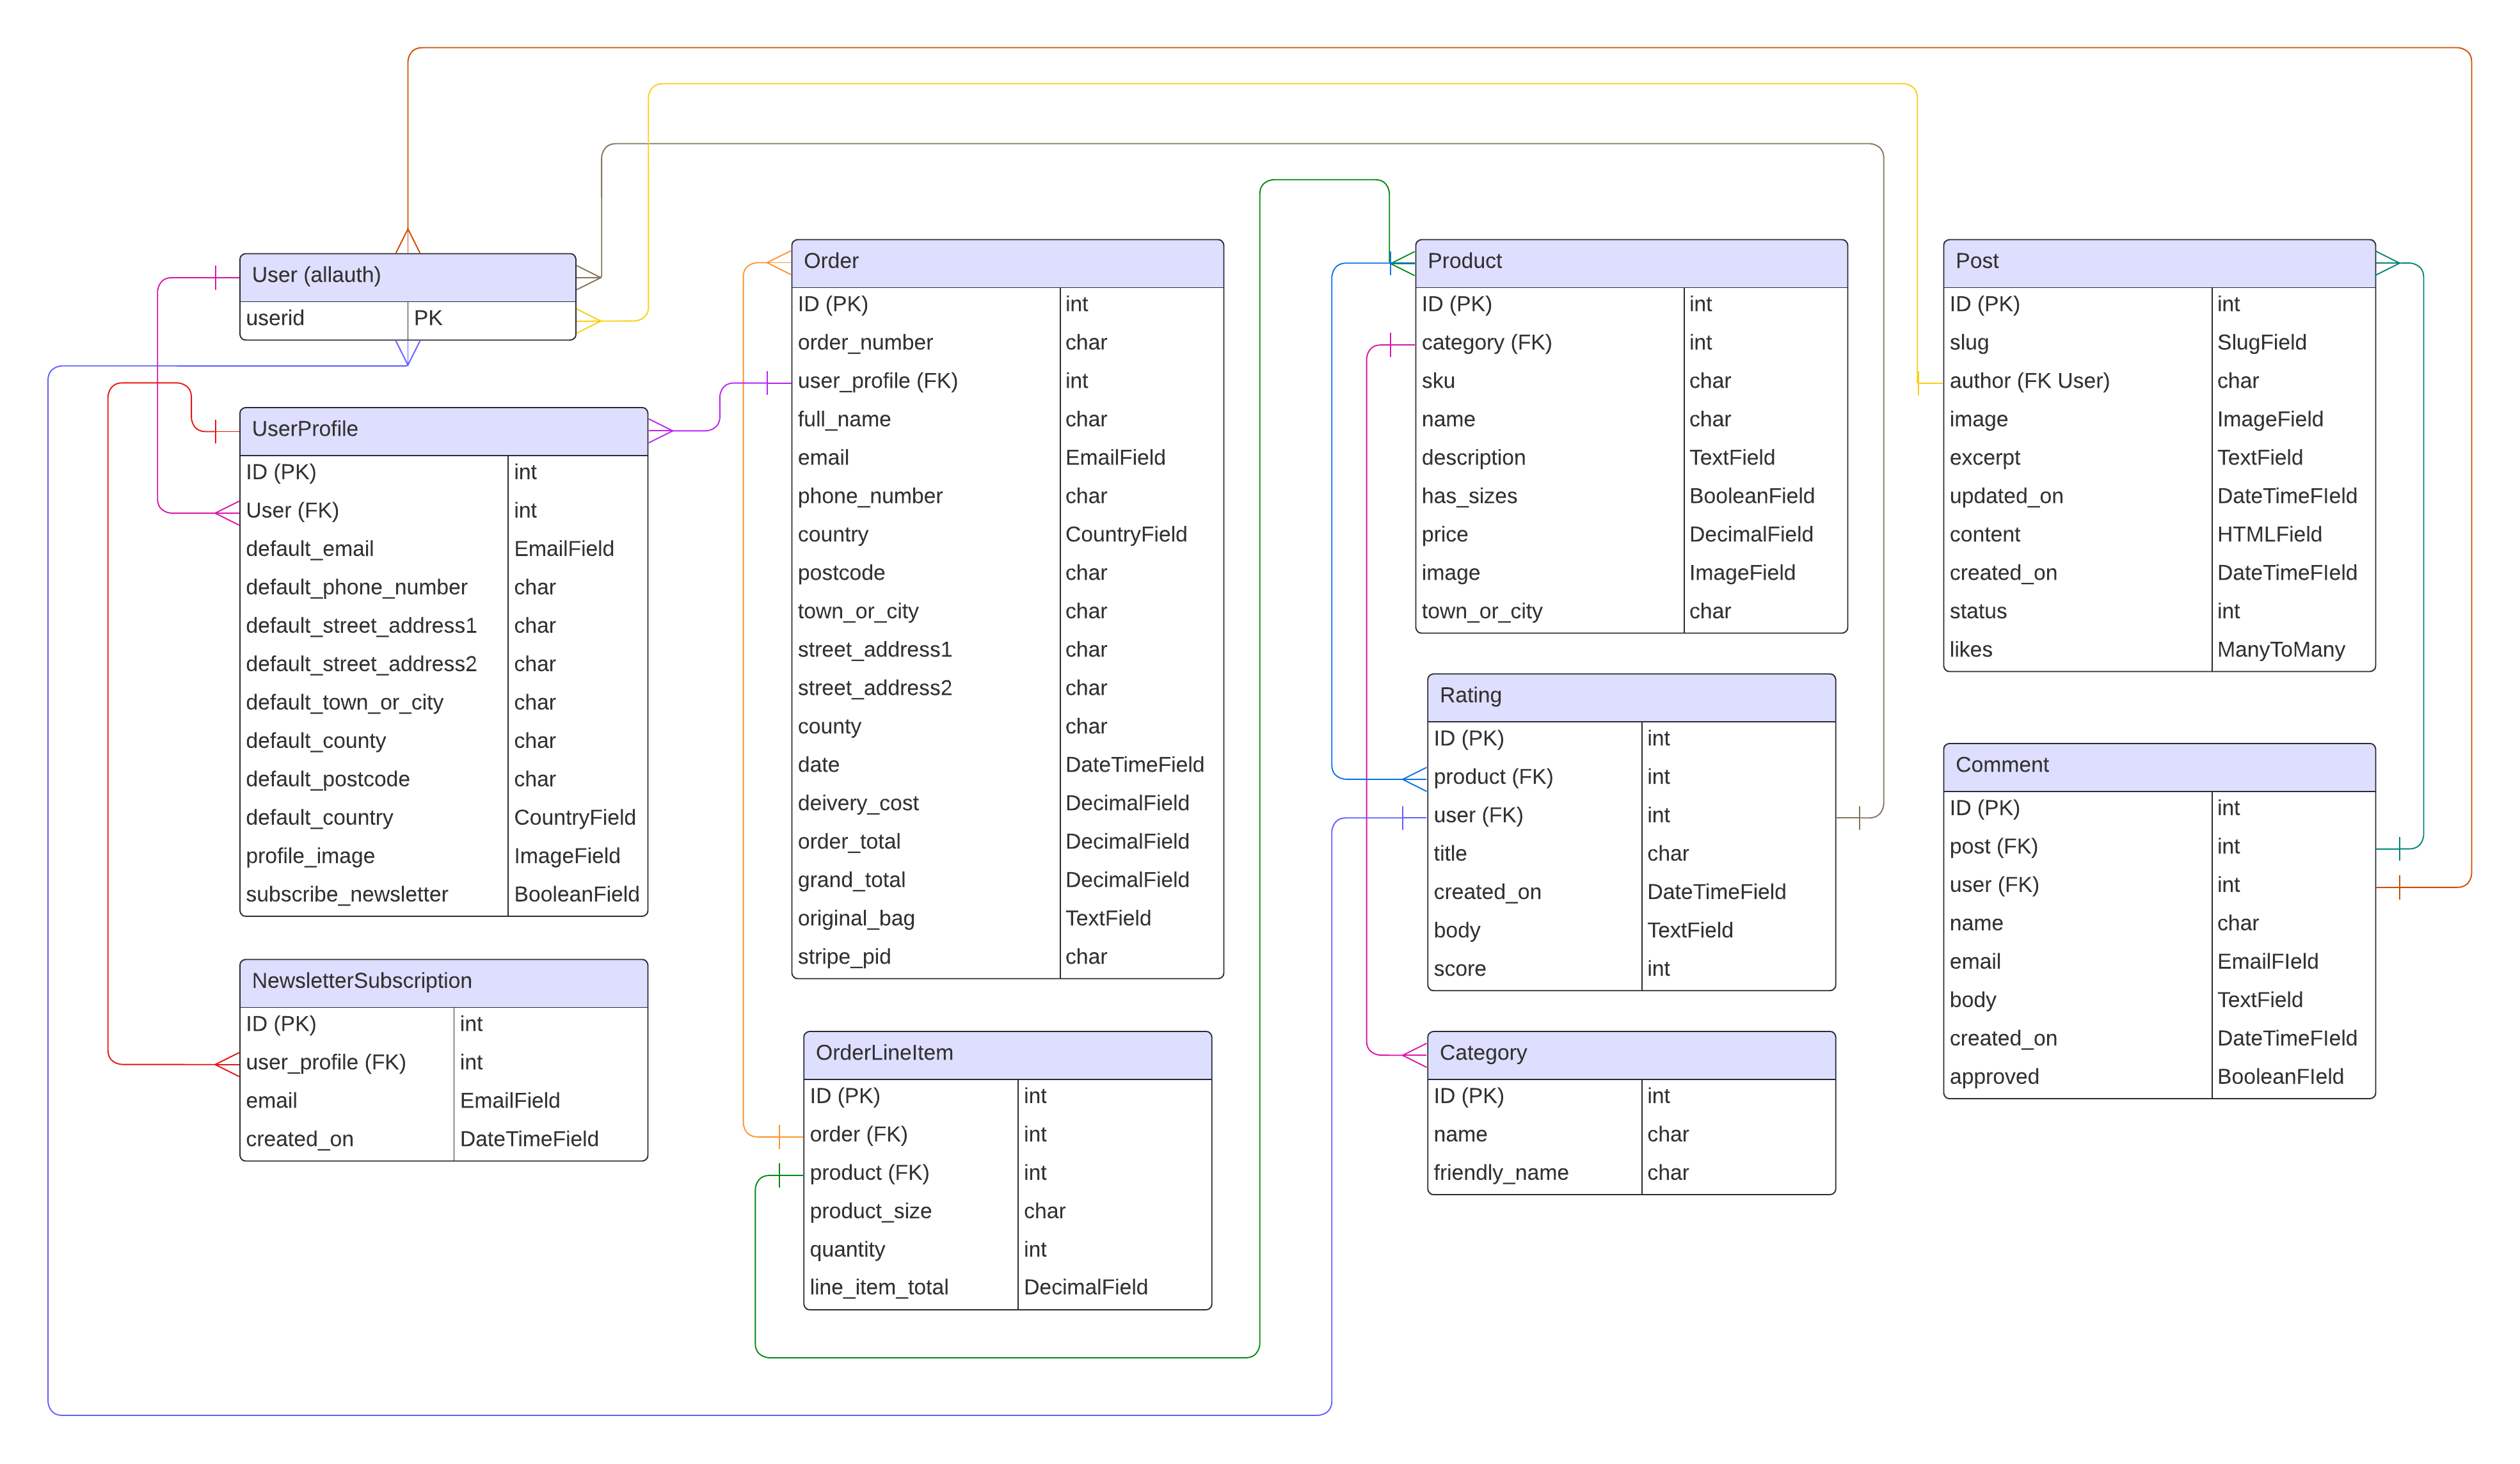 User (allauth)
userid PK
UserProfile
ID (PK) int
User (FK) int
default_email EmailField
default_phone_number char
default_street_address1 char
default_street_address2 char
default_town_or_city char
default_county char
default_postcode char
default_country CountryField
profile_image ImageField
subscribe_newsletter BooleanField
NewsletterSubscription
ID (PK) int
user_profile (FK) int
email EmailField
created_on DateTimeField
Order
ID (PK) int
order_number char
user_profile (FK) int
full_name char
email EmailField
phone_number char
country CountryField
postcode char
town_or_city char
street_address1 char
street_address2 char
county char
date DateTimeField
deivery_cost DecimalField
order_total DecimalField
grand_total DecimalField
original_bag TextField
stripe_pid char
OrderLineItem
ID (PK) int
order (FK) int
product (FK) int
product_size char
quantity int
line_item_total DecimalField
Product
ID (PK) int
category (FK) int
sku char
name char
description TextField
has_sizes BooleanField
price DecimalField
image ImageField
town_or_city char
Rating
ID (PK) int
product (FK) int
user (FK) int
title char
created_on DateTimeField
body TextField
score int
Category
ID (PK) int
name char
friendly_name char
Post
ID (PK) int
slug SlugField
author (FK User) char
image ImageField
excerpt TextField
updated_on DateTimeFIeld
content HTMLField
created_on DateTimeFIeld
status int
likes ManyToMany
Comment
ID (PK) int
post (FK) int
user (FK) int
name char
email EmailFIeld
body TextField
created_on DateTimeFIeld
approved BooleanFIeld